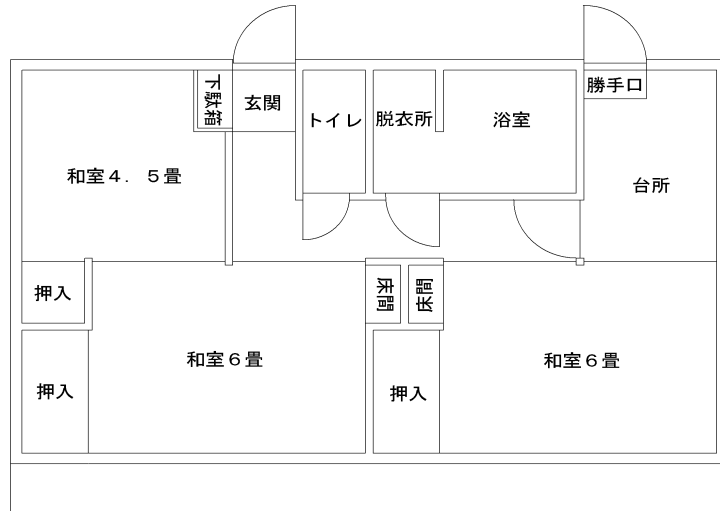 下駄箱
玄関
トイレ
脱衣所
浴室
勝手口
和室４．５畳
台所
押入
床間
床間
和室６畳
和室６畳
押入
押入